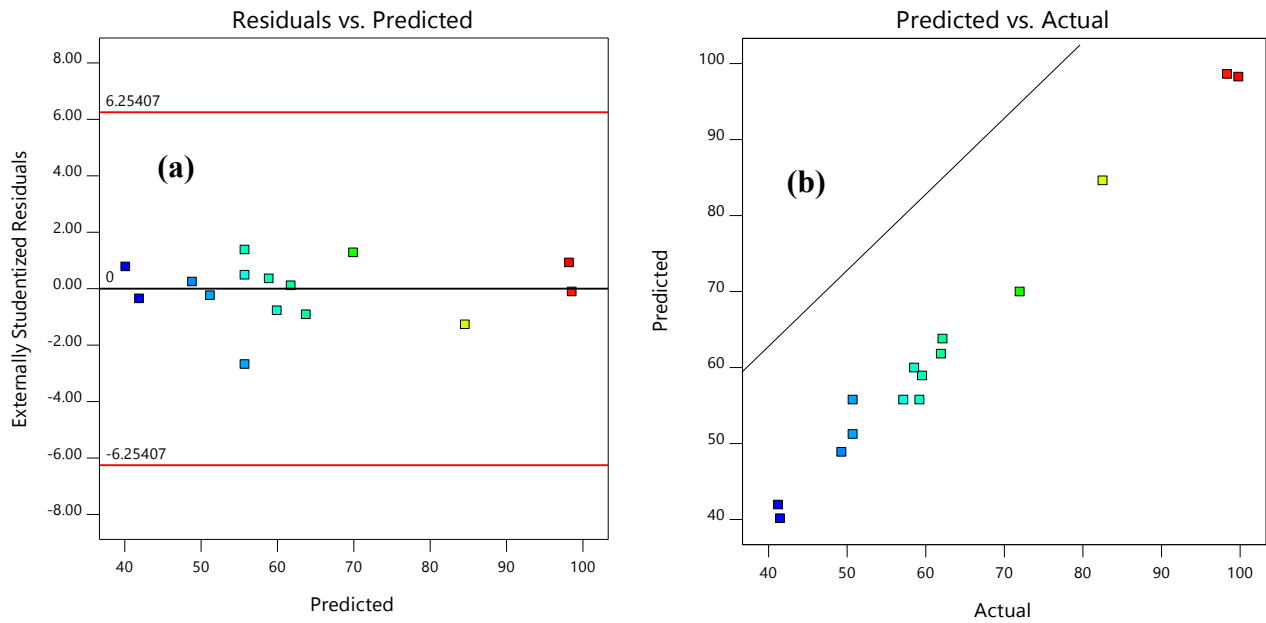 Residuals vs. Predicted
Externally Studentized Residuals
8.00
6.00
4.00
2.00
0.00
-2.00
-4.00
-6.00
-8.00
6.25407
(a)
0
-6.25407
40 50 60 70 80 90 100
Predicted
Predicted vs. Actual
Predicted
100
90
80
70
60
50
40
(b)
40 50 60 70 80 90 100
Actual